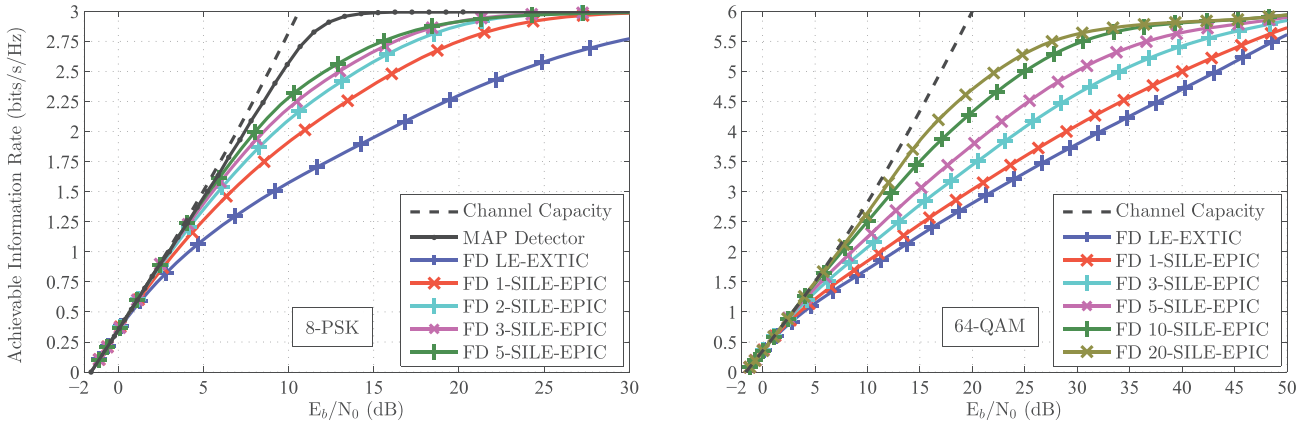 Achievable Information Rate (bits/s/Hz)
3
2.75
2.5
2.25
2
1.75
1.5
1.25
1
0.75
0.5
0.25
0
−2 0 5 10 15 20 25 30
E_b/N_0 (dB)
8-PSK
Channel Capacity
MAP Detector
FD LE-EXTIC
FD 1-SILE-EPIC
FD 2-SILE-EPIC
FD 3-SILE-EPIC
FD 5-SILE-EPIC
6
5.5
5
4.5
4
3.5
3
2.5
2
1.5
1
0.5
0
−2 0 5 10 15 20 25 30 35 40 45 50
E_b/N_0 (dB)
64-QAM
Channel Capacity
FD LE-EXTIC
FD 1-SILE-EPIC
FD 3-SILE-EPIC
FD 5-SILE-EPIC
FD 10-SILE-EPIC
FD 20-SILE-EPIC